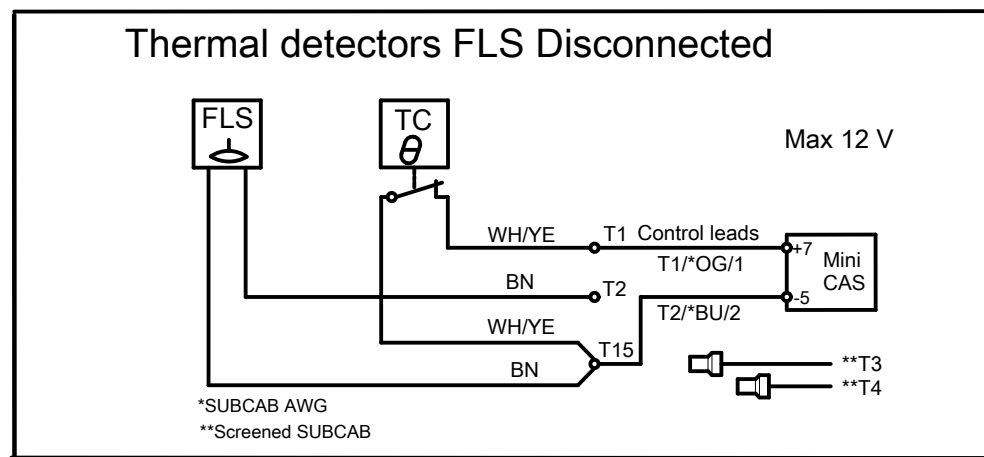 Thermal detectors FLS Disconnected
FLS
TC
Max 12 V
WH/YE
T1
Control leads
+7
Mini
CAS
T1/*OG/1
BN
T2
-5
T2/*BU/2
WH/YE
T15
BN
**T3
**T4
*SUBCAB AWG
**Screened SUBCAB